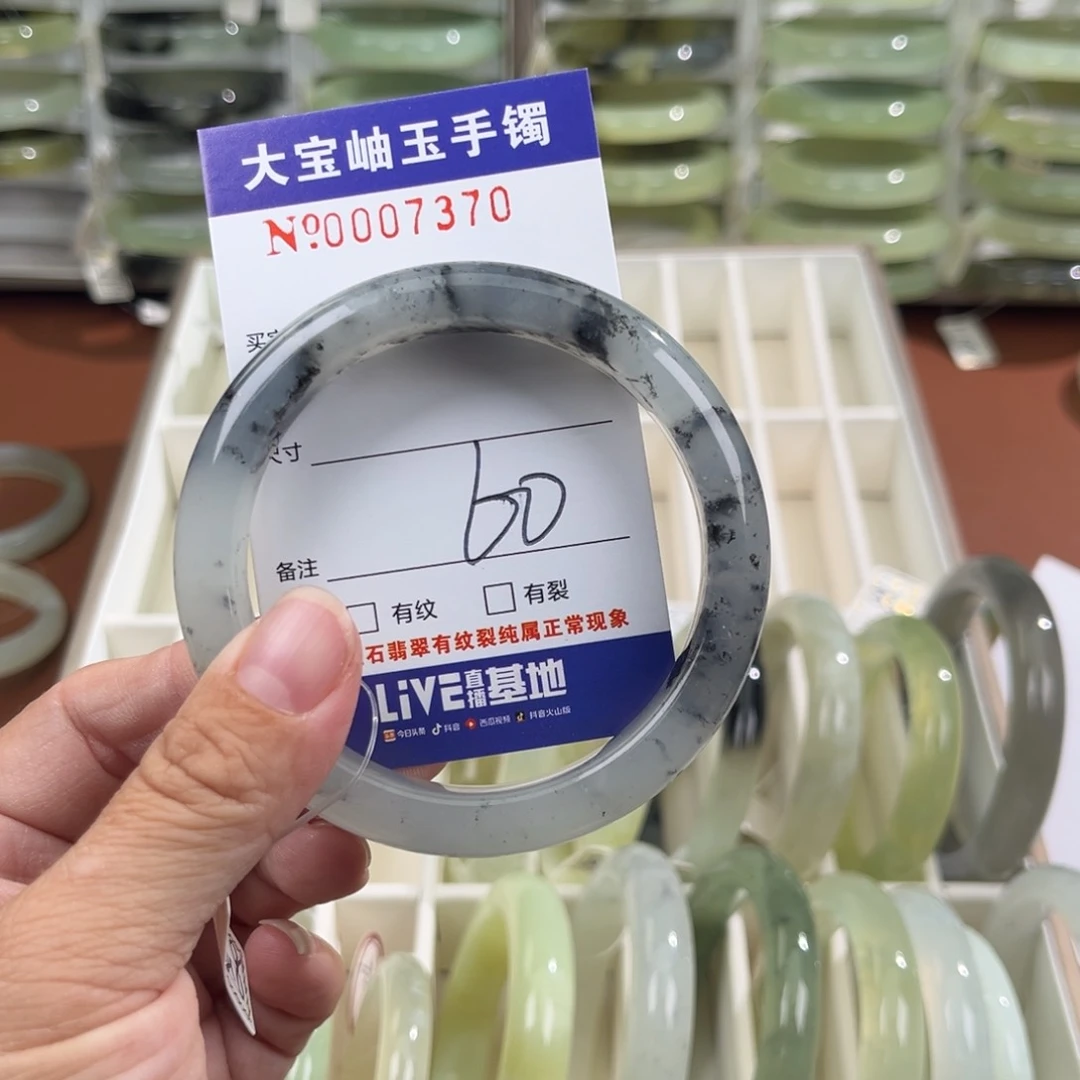 大宝岫玉手镯
No.0007370
买
寸
60
备注
有纹 有裂
石翡翠有纹裂纯属正常现象
LiVE直播基地
今日头条 抖音 西瓜视频 抖音火山版